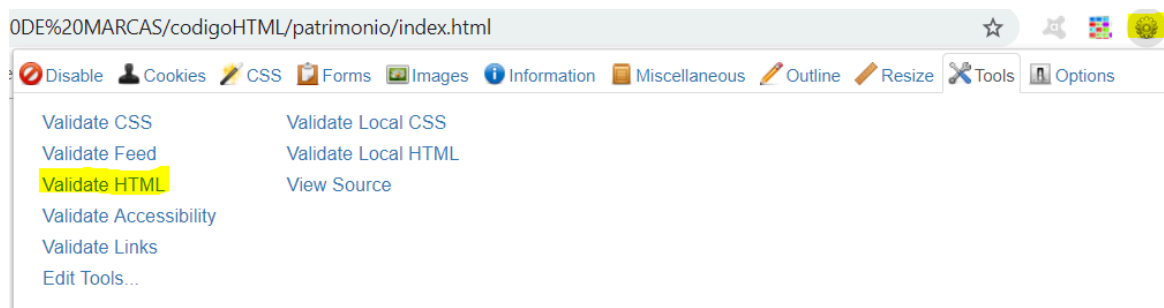 0DE%20MARCAS/codigoHTML/patrimonio/index.html
Disable Cookies CSS Forms Images Information Miscellaneous Outline Resize Tools Options
Validate CSS Validate Local CSS
Validate Feed Validate Local HTML
Validate HTML View Source
Validate Accessibility
Validate Links
Edit Tools...